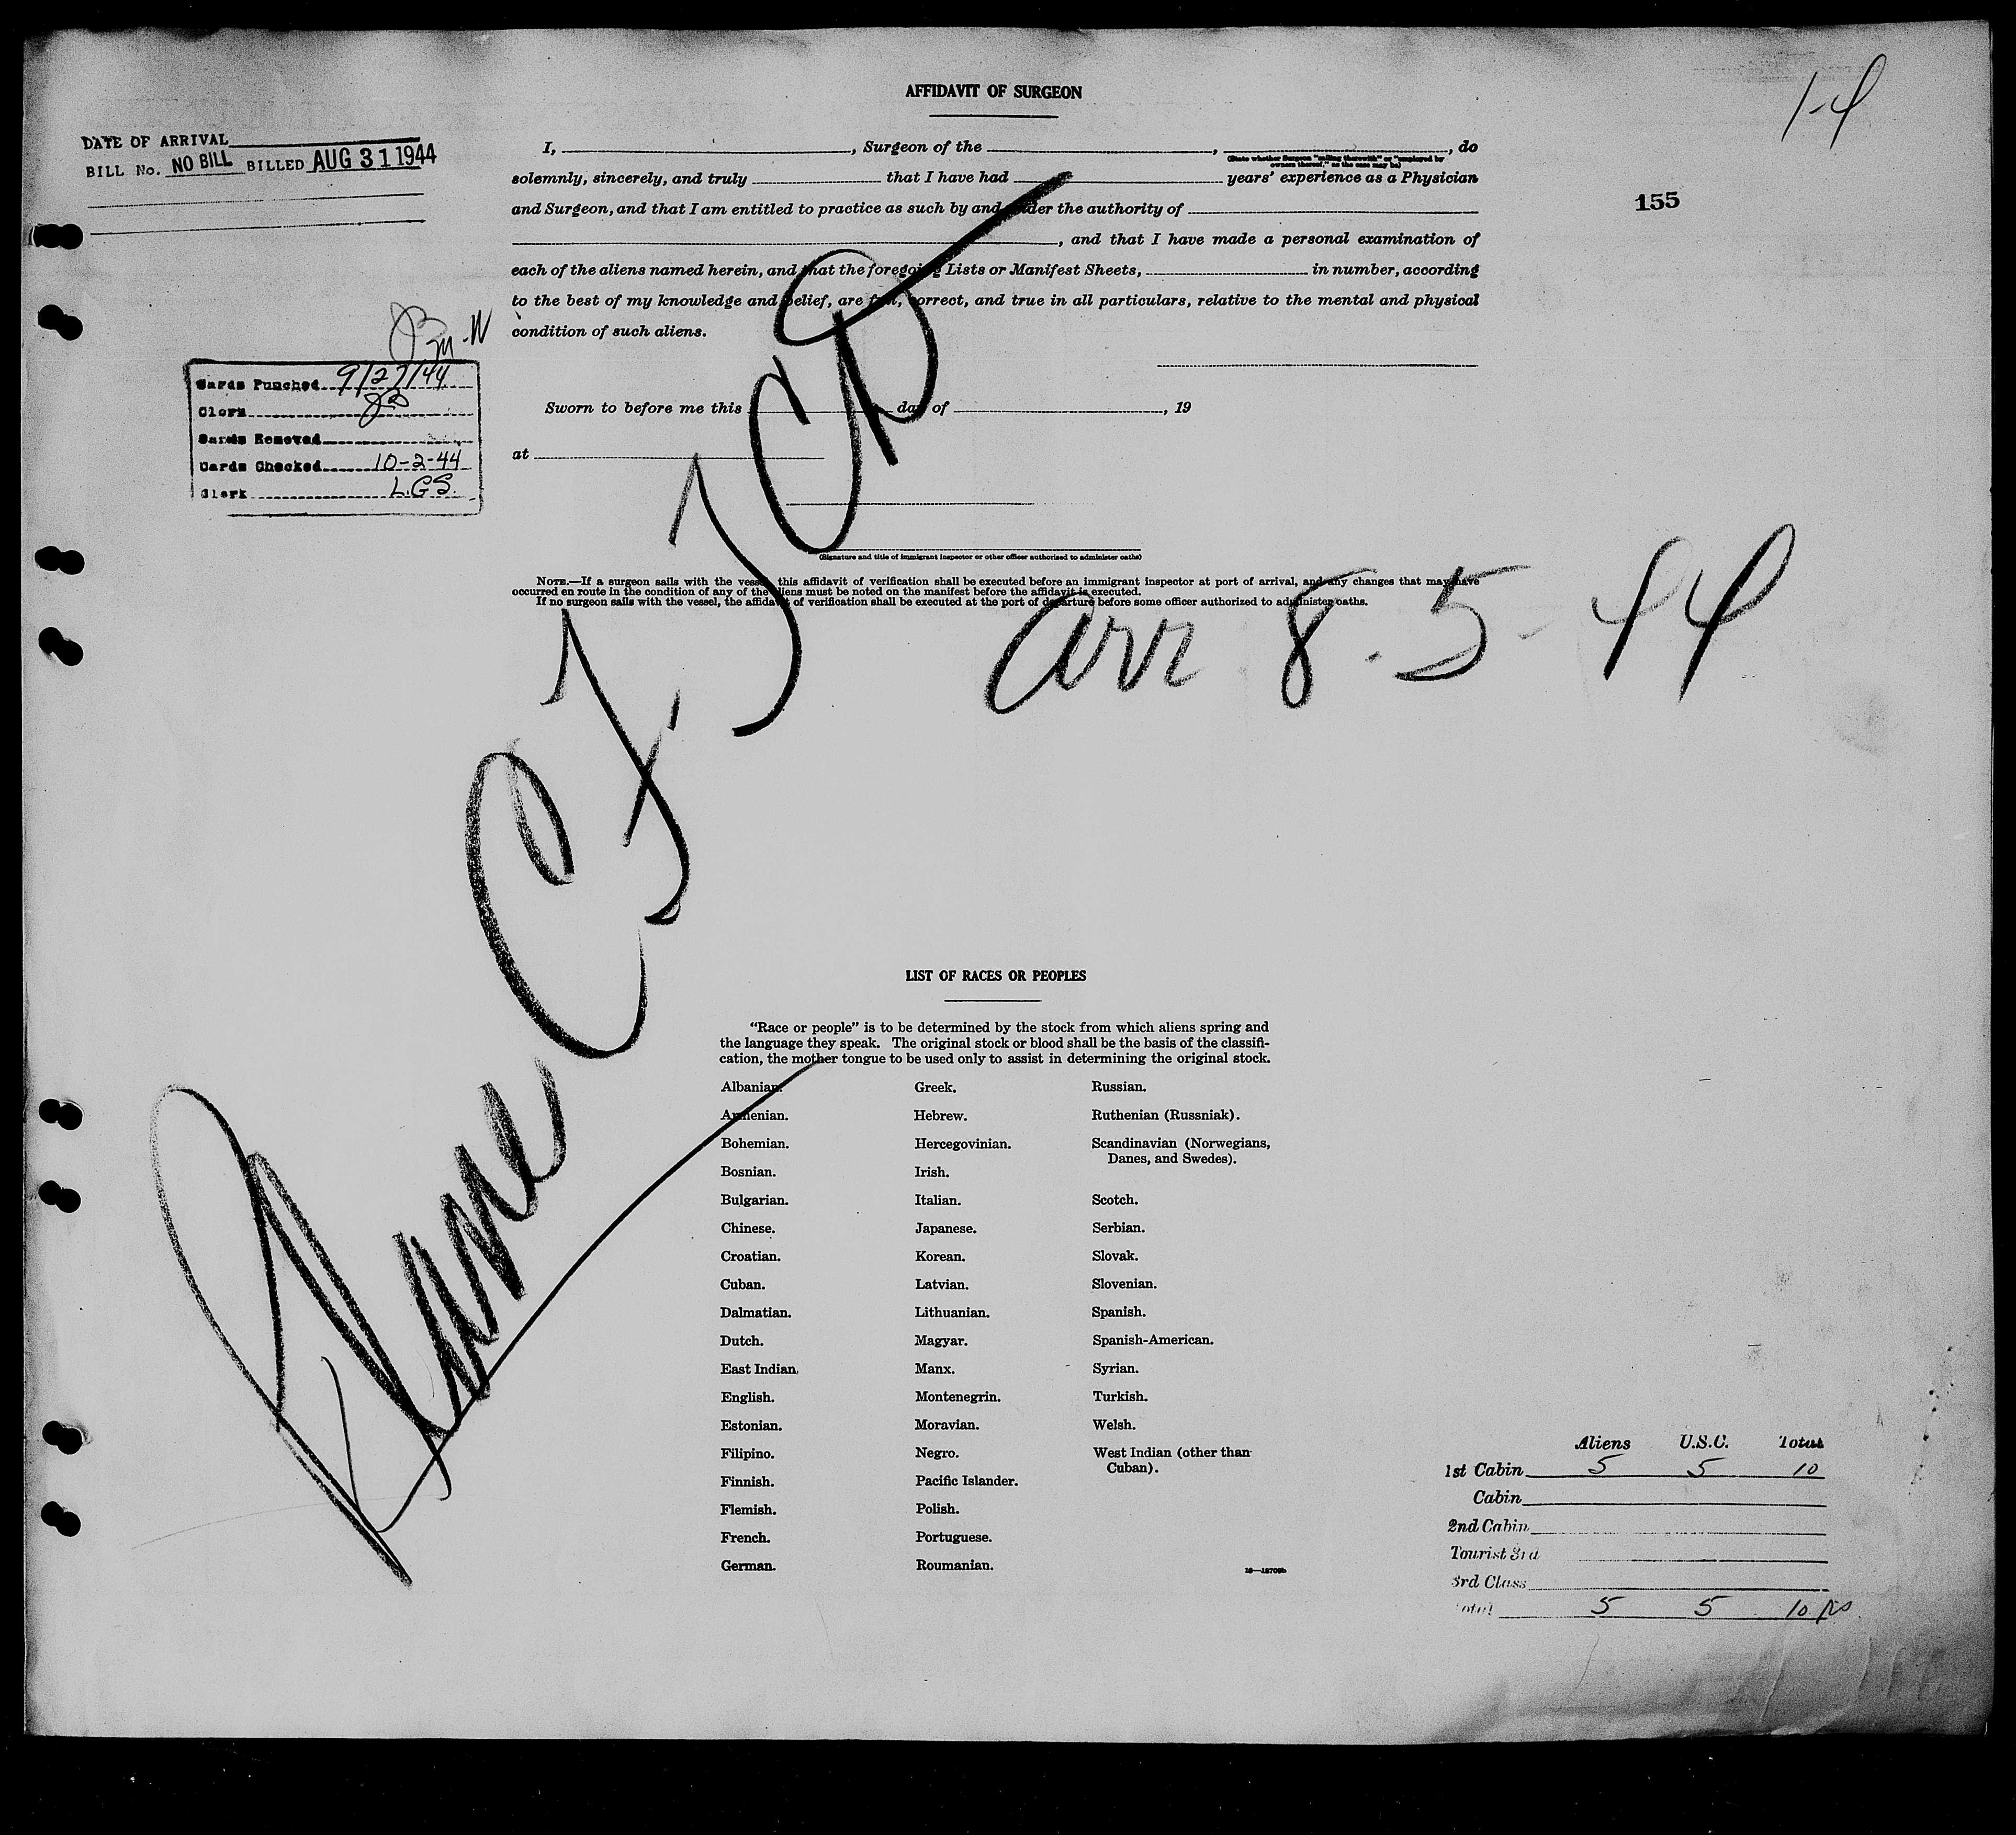 AFFIDAVIT OF SURGEON
1-4
DATE OF ARRIVAL
BILL No. NO BILL BILLED AUG 31 1944
155
I, , Surgeon of the , , do
(State whether Surgeon "sailing therewith" or "employed by
owners thereof," as the case may be)
solemnly, sincerely, and truly that I have had years' experience as a Physician
and Surgeon, and that I am entitled to practice as such by and under the authority of
, and that I have made a personal examination of
each of the aliens named herein, and that the foregoing Lists or Manifest Sheets, in number, according
to the best of my knowledge and belief, are full, correct, and true in all particulars, relative to the mental and physical
condition of such aliens.
Cards Punched 9/27/44
Clerk
Cards Removed
Cards Checked 10-2-44
Clerk L.G.S.
Sworn to before me this day of , 19
at
(Signature and title of immigrant inspector or other officer authorized to administer oaths)
NOTE.—If a surgeon sails with the vessel, this affidavit of verification shall be executed before an immigrant inspector at port of arrival, and any changes that may have
occurred en route in the condition of any of the aliens must be noted on the manifest before the affidavit is executed.
If no surgeon sails with the vessel, the affidavit of verification shall be executed at the port of departure before some officer authorized to administer oaths.
arr 8-5-44
Plane
LIST OF RACES OR PEOPLES
"Race or people" is to be determined by the stock from which aliens spring and
the language they speak. The original stock or blood shall be the basis of the classifi-
cation, the mother tongue to be used only to assist in determining the original stock.
Albanian. Greek. Russian.
Armenian. Hebrew. Ruthenian (Russniak).
Bohemian. Hercegovinian. Scandinavian (Norwegians,
Danes, and Swedes).
Bosnian. Irish.
Bulgarian. Italian. Scotch.
Chinese. Japanese. Serbian.
Croatian. Korean. Slovak.
Cuban. Latvian. Slovenian.
Dalmatian. Lithuanian. Spanish.
Dutch. Magyar. Spanish-American.
East Indian. Manx. Syrian.
English. Montenegrin. Turkish.
Estonian. Moravian. Welsh.
Filipino. Negro. West Indian (other than
Cuban).
Finnish. Pacific Islander.
Flemish. Polish.
French. Portuguese.
German. Roumanian.
Aliens U.S.C. Total
1st Cabin 5 5 10
Cabin
2nd Cabin
Tourist 3rd
3rd Class
Total 5 5 10